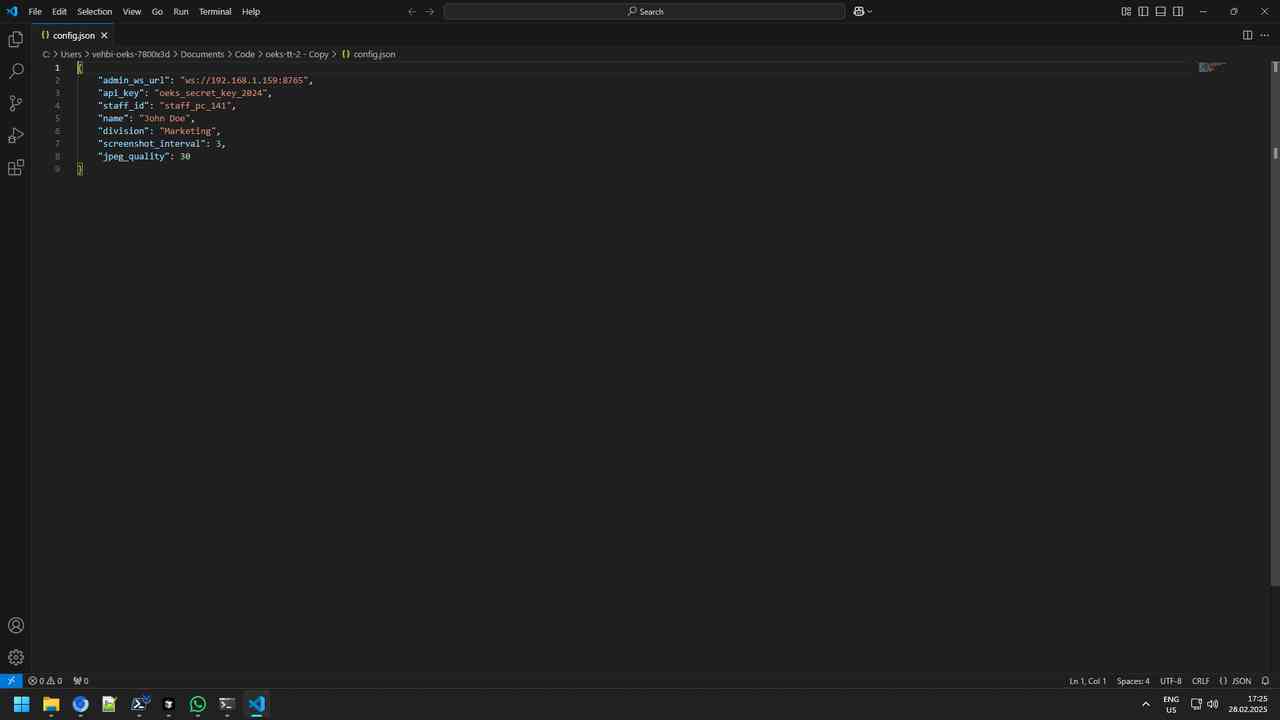 File Edit Selection View Go Run Terminal Help
Search
config.json
C: > Users > vehbi-oeks-7800x3d > Documents > Code > oeks-tt-2 - Copy > {} config.json
1 {
2 "admin_ws_url": "ws://192.168.1.159:8765",
3 "api_key": "oeks_secret_key_2024",
4 "staff_id": "staff_pc_141",
5 "name": "John Doe",
6 "division": "Marketing",
7 "screenshot_interval": 3,
8 "jpeg_quality": 30
9 }
0 0 0 Ln 1, Col 1 Spaces: 4 UTF-8 CRLF {} JSON
ENG
US
17:25
28.02.2025